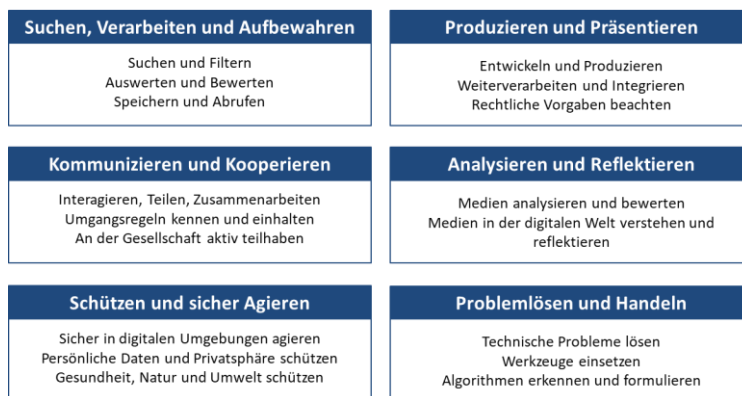 Suchen, Verarbeiten und Aufbewahren
Suchen und Filtern
Auswerten und Bewerten
Speichern und Abrufen
Produzieren und Präsentieren
Entwickeln und Produzieren
Weiterverarbeiten und Integrieren
Rechtliche Vorgaben beachten
Kommunizieren und Kooperieren
Interagieren, Teilen, Zusammenarbeiten
Umgangsregeln kennen und einhalten
An der Gesellschaft aktiv teilhaben
Analysieren und Reflektieren
Medien analysieren und bewerten
Medien in der digitalen Welt verstehen und
reflektieren
Schützen und sicher Agieren
Sicher in digitalen Umgebungen agieren
Persönliche Daten und Privatsphäre schützen
Gesundheit, Natur und Umwelt schützen
Problemlösen und Handeln
Technische Probleme lösen
Werkzeuge einsetzen
Algorithmen erkennen und formulieren